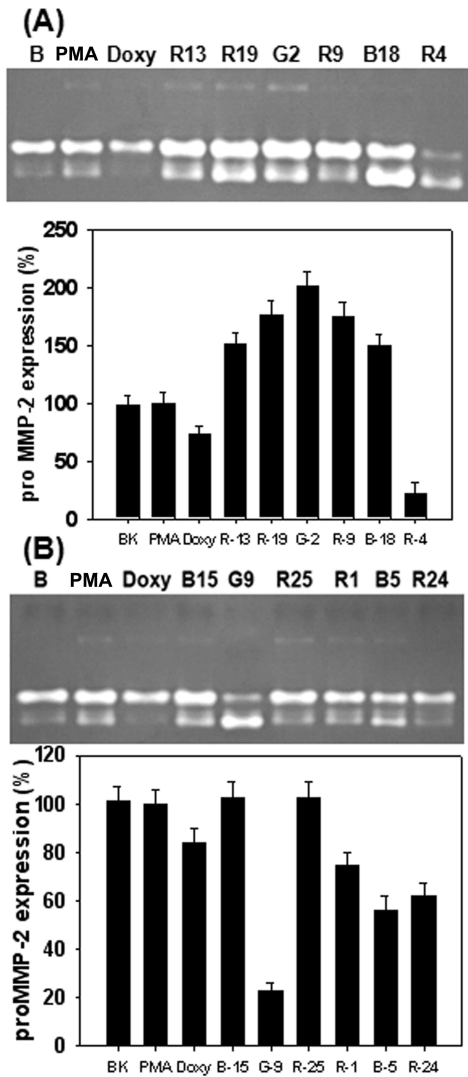 (A)
B PMA Doxy R13 R19 G2 R9 B18 R4
250
200
150
100
50
0
pro MMP-2 expression (%)
BK PMA Doxy R-13 R-19 G-2 R-9 B-18 R-4
(B)
B PMA Doxy B15 G9 R25 R1 B5 R24
120
100
80
60
40
20
0
proMMP-2 expression (% )
BK PMA Doxy B-15 G-9 R-25 R-1 B-5 R-24